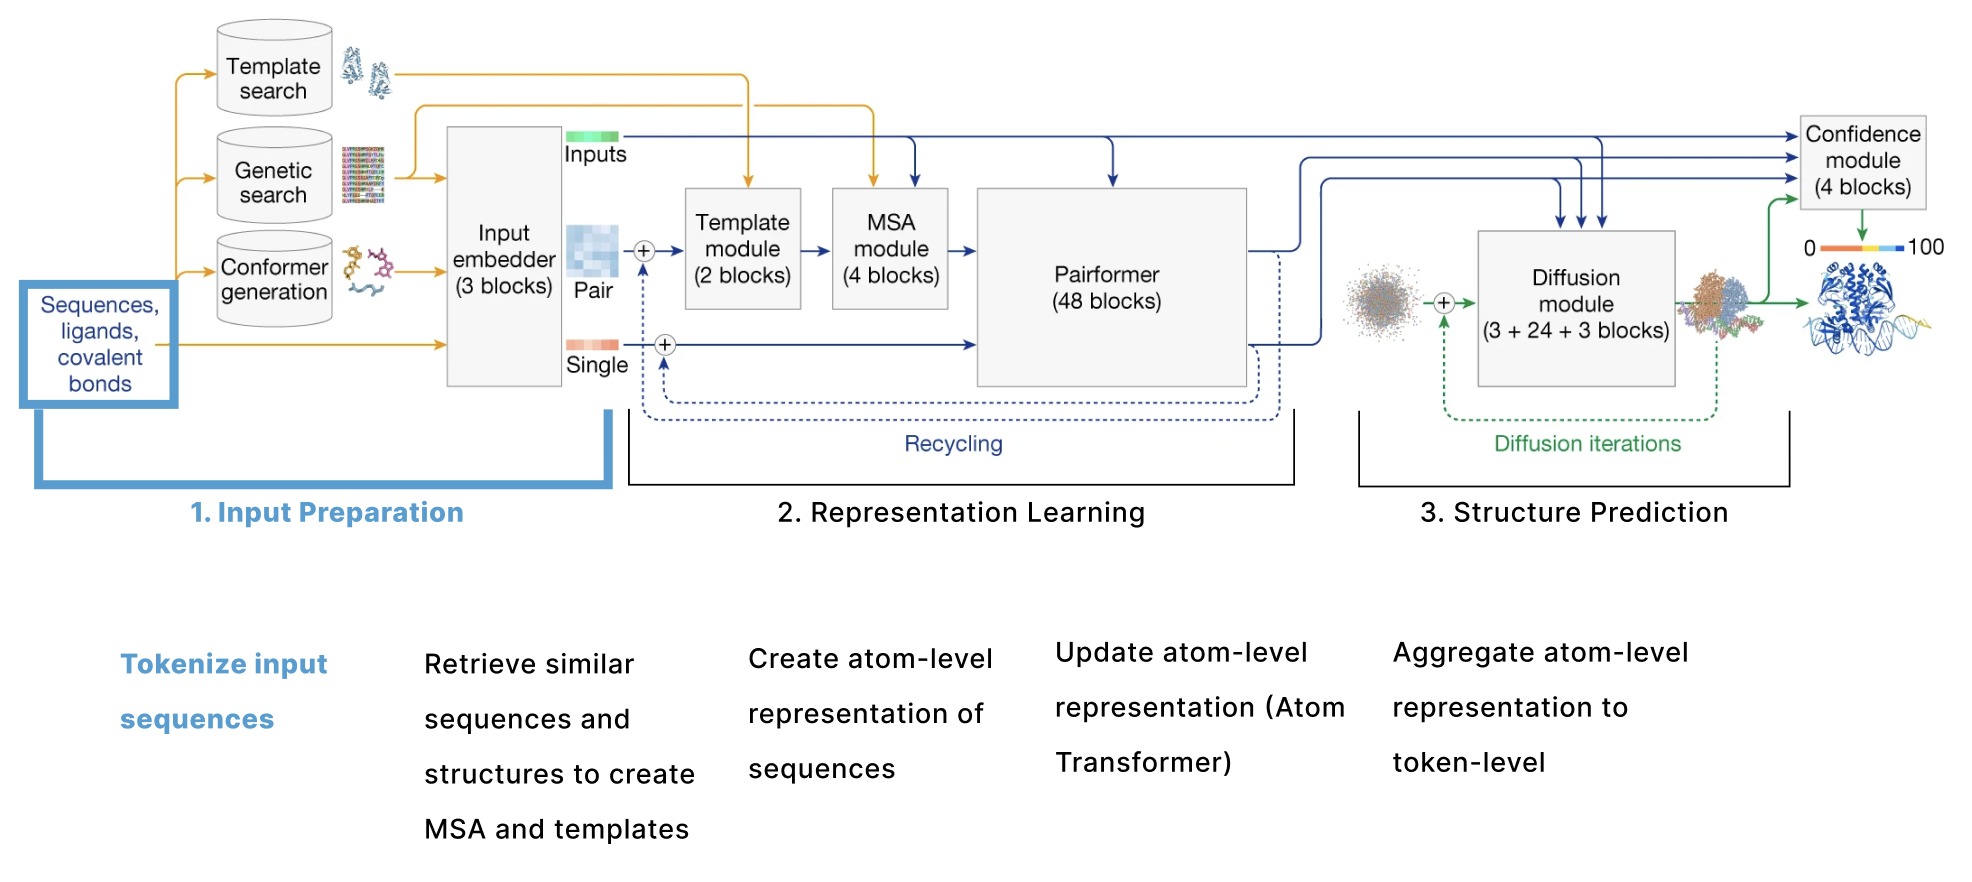 Template
search
Genetic
search
Conformer
generation
Sequences,
ligands,
covalent
bonds
Input
embedder
(3 blocks)
Inputs
Pair
Single
Template
module
(2 blocks)
MSA
module
(4 blocks)
Pairformer
(48 blocks)
Recycling
Diffusion
module
(3 + 24 + 3 blocks)
Diffusion iterations
Confidence
module
(4 blocks)
0 100
1. Input Preparation
2. Representation Learning
3. Structure Prediction
Tokenize input
sequences
Retrieve similar
sequences and
structures to create
MSA and templates
Create atom-level
representation of
sequences
Update atom-level
representation (Atom
Transformer)
Aggregate atom-level
representation to
token-level